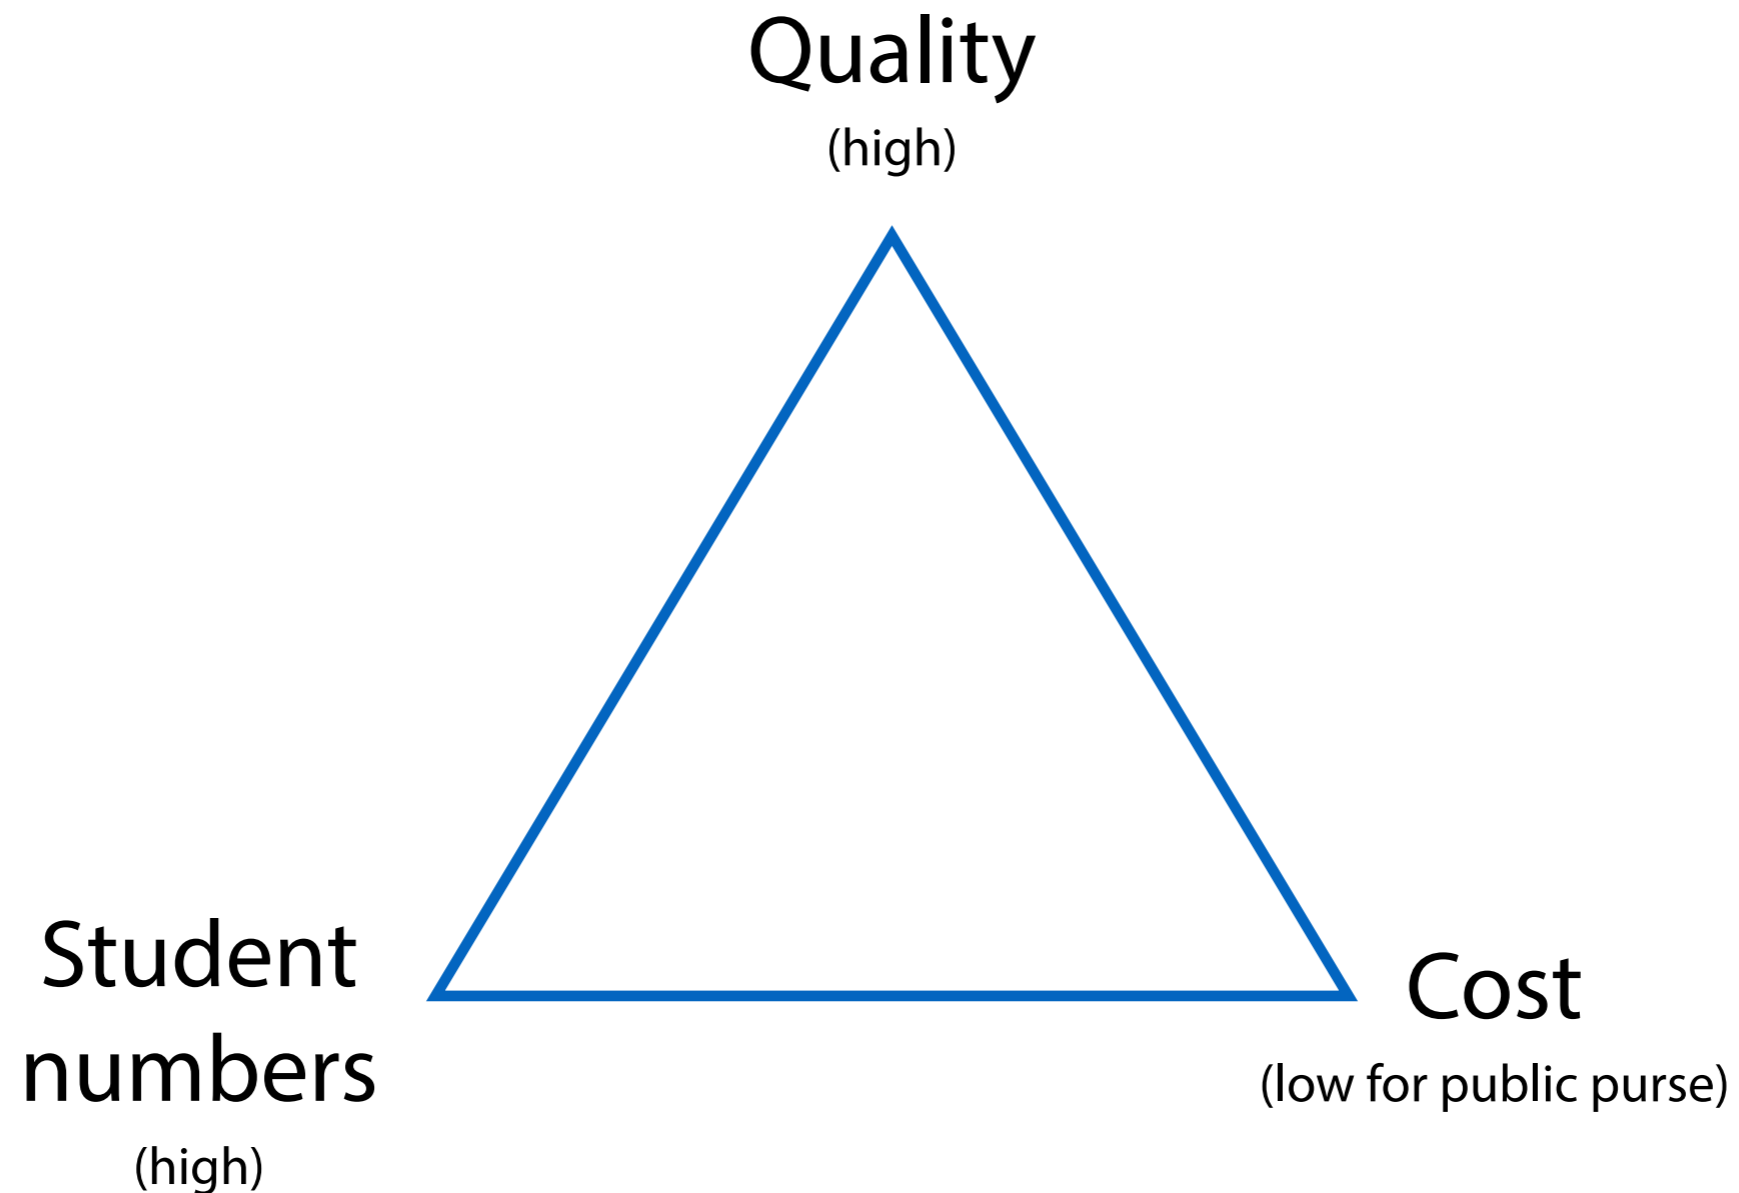 Quality
(high)
Student
numbers
(high)
Cost
(low for public purse)